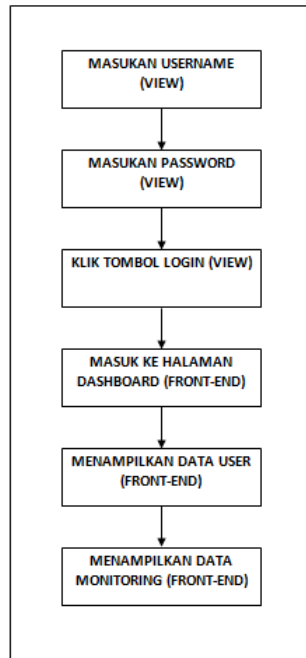 MASUKAN USERNAME
(VIEW)
MASUKAN PASSWORD
(VIEW)
KLIK TOMBOL LOGIN (VIEW)
MASUK KE HALAMAN
DASHBOARD (FRONT-END)
MENAMPILKAN DATA USER
(FRONT-END)
MENAMPILKAN DATA
MONITORING (FRONT-END)